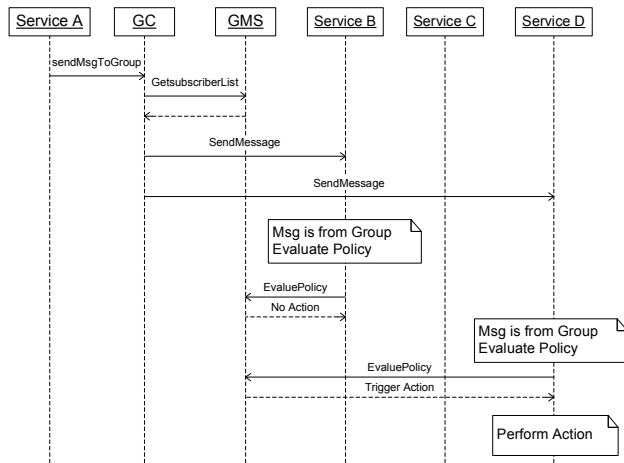 Service A
GC
GMS
Service B
Service C
Service D
sendMsgToGroup
GetsubscriberList
SendMessage
SendMessage
Msg is from Group
Evaluate Policy
EvaluePolicy
No Action
Msg is from Group
Evaluate Policy
EvaluePolicy
Trigger Action
Perform Action